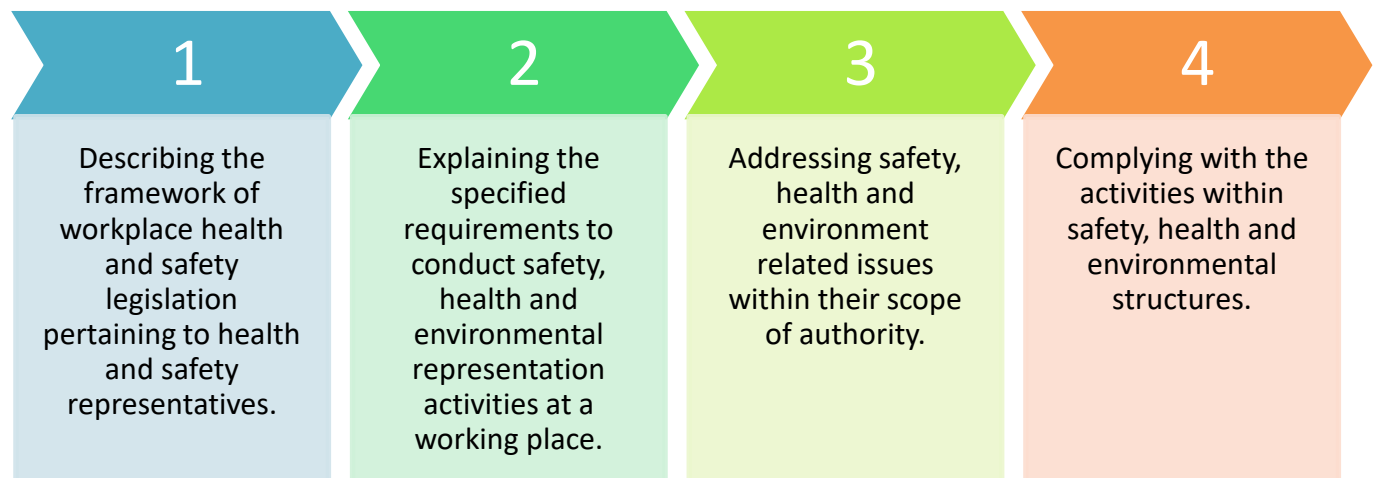 1
Describing the
framework of
workplace health
and safety
legislation
pertaining to health
and safety
representatives.
2
Explaining the
specified
requirements to
conduct safety,
health and
environmental
representation
activities at a
working place.
3
Addressing safety,
health and
environment
related issues
within their scope
of authority.
4
Complying with the
activities within
safety, health and
environmental
structures.